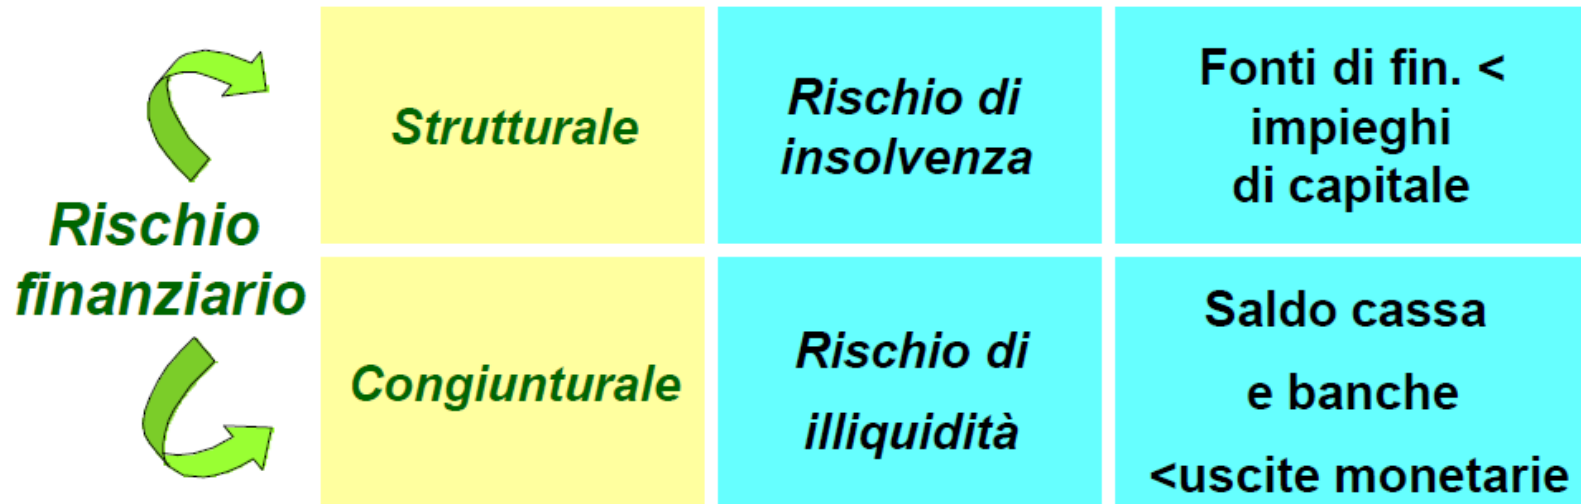 Rischio
finanziario
Strutturale
Rischio di
insolvenza
Fonti di fin. <
impieghi
di capitale
Congiunturale
Rischio di
illiquidità
Saldo cassa
e banche
<uscite monetarie